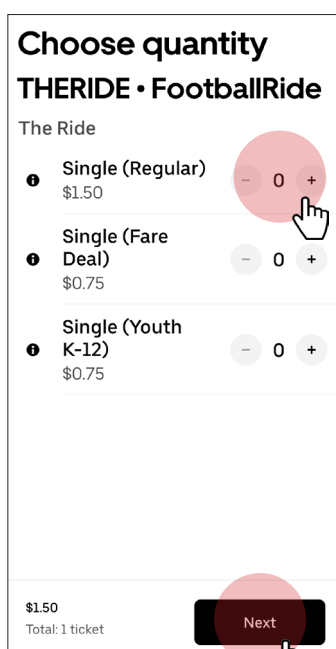 Choose quantity
THERIDE • FootballRide
The Ride
Single (Regular)
$1.50
− 0 +
Single (Fare
Deal)
$0.75
− 0 +
Single (Youth
K-12)
$0.75
− 0 +
$1.50
Total: 1 ticket
Next